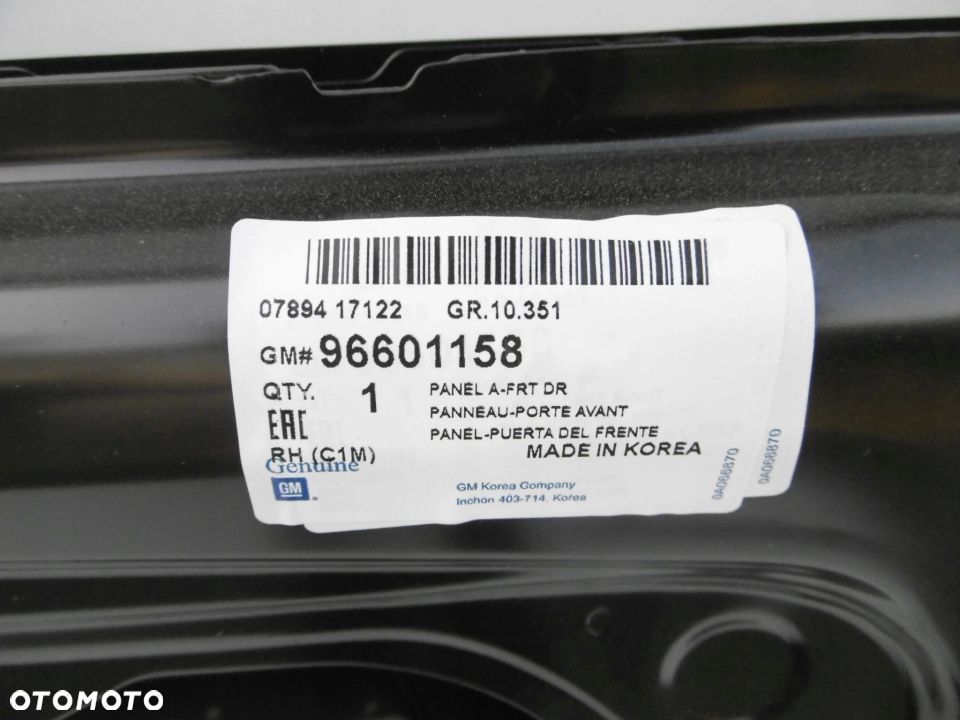 07894 17122 GR.10.351
GM# 96601158
QTY. 1 PANEL A-FRT DR
PANNEAU-PORTE AVANT
EAC PANEL-PUERTA DEL FRENTE
RH (C1M) MADE IN KOREA
Genuine
GM
GM Korea Company
Inchon 403-714, Korea
0A066870
0A066870
OTOMOTO